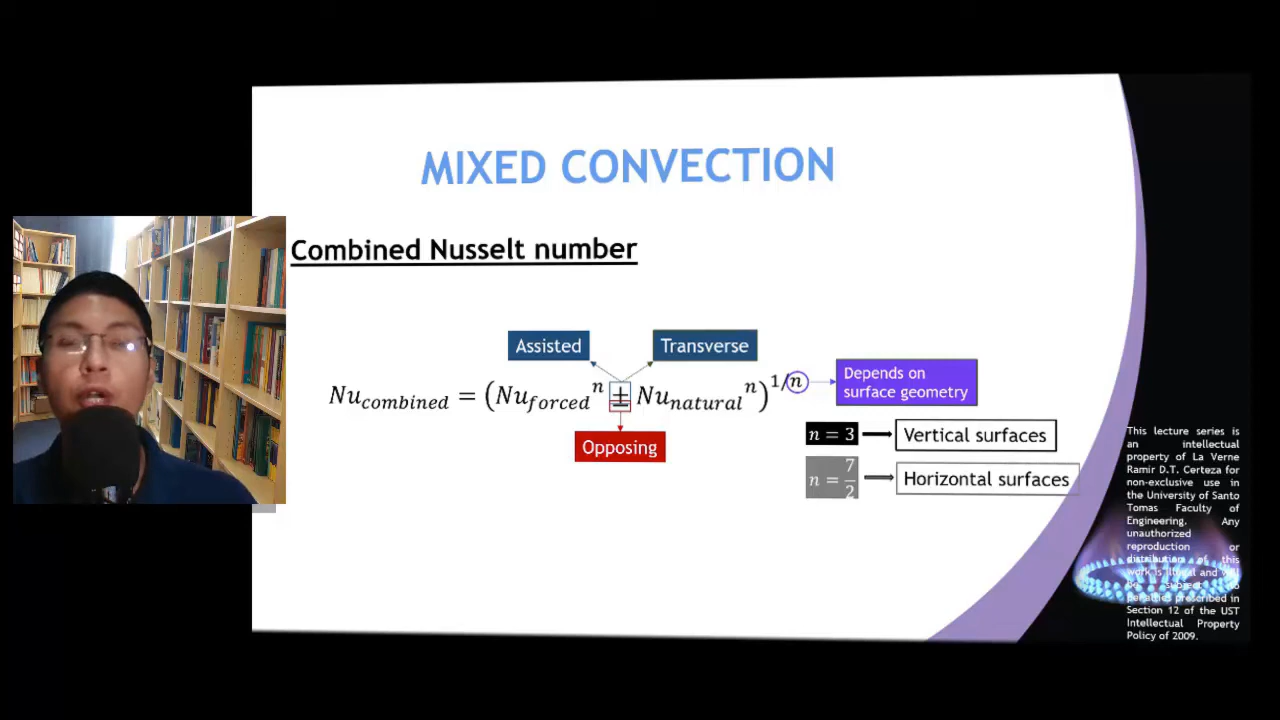 MIXED CONVECTION
Combined Nusselt number
Assisted
Transverse
Nu_combined = (Nu_forced^n ± Nu_natural^n)^1/n
Depends on
surface geometry
Opposing
n = 3
Vertical surfaces
n = 7/2
Horizontal surfaces
This lecture series is
an intellectual
property of La Verne
Ramir D.T. Certeza for
non-exclusive use in
the University of Santo
Tomas Faculty of
Engineering. Any
unauthorized
reproduction or
distribution of this
work is illegal and will
be subject to
penalties prescribed in
Section 12 of the UST
Intellectual Property
Policy of 2009.